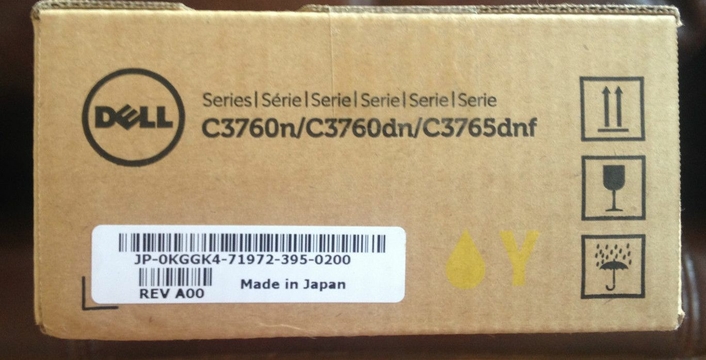 DELL
Series|Série|Serie|Serie|Serie|Serie
C3760n/C3760dn/C3765dnf
JP-0KGGK4-71972-395-0200
REV A00
Made in Japan
Y